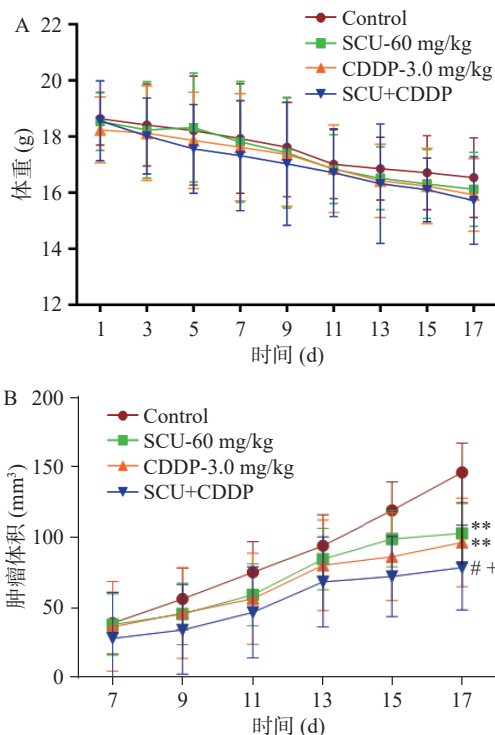 A
Control
SCU-60 mg/kg
CDDP-3.0 mg/kg
SCU+CDDP
22
20
18
16
14
12
体重 (g)
1 3 5 7 9 11 13 15 17
时间 (d)
B
Control
SCU-60 mg/kg
CDDP-3.0 mg/kg
SCU+CDDP
200
150
100
50
0
肿瘤体积 (mm³)
**
**
# +
7 9 11 13 15 17
时间 (d)